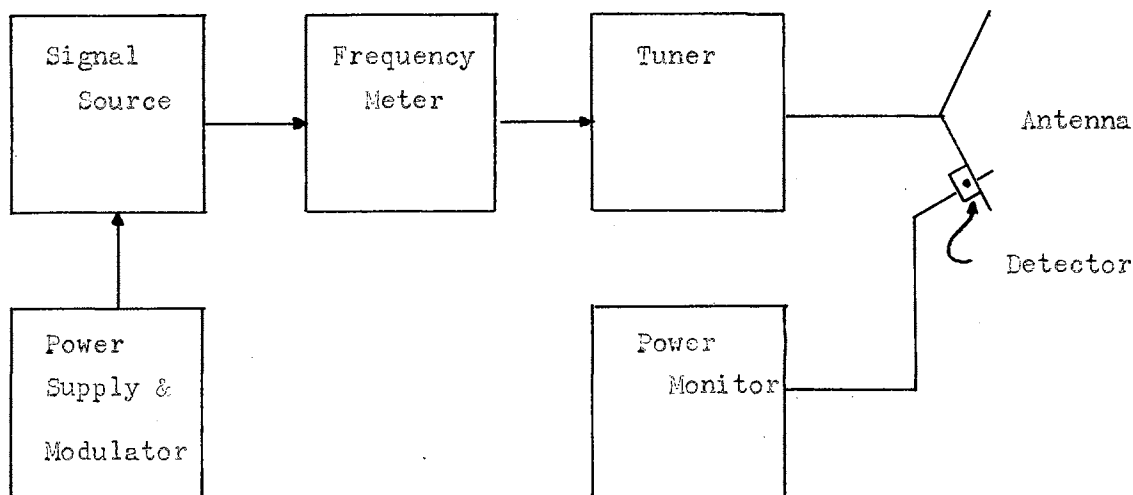 Signal
Source
Frequency
Meter
Tuner
Antenna
Detector
Power
Supply &
Modulator
Power
Monitor